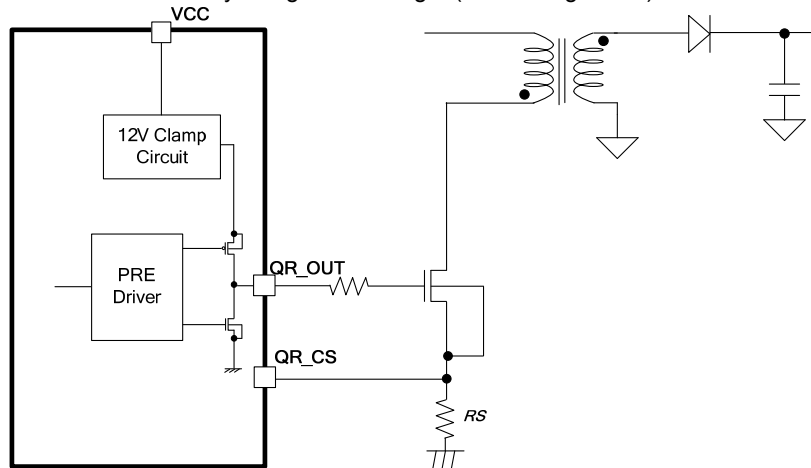 VCC
12V Clamp
Circuit
PRE
Driver
QR_OUT
QR_CS
RS